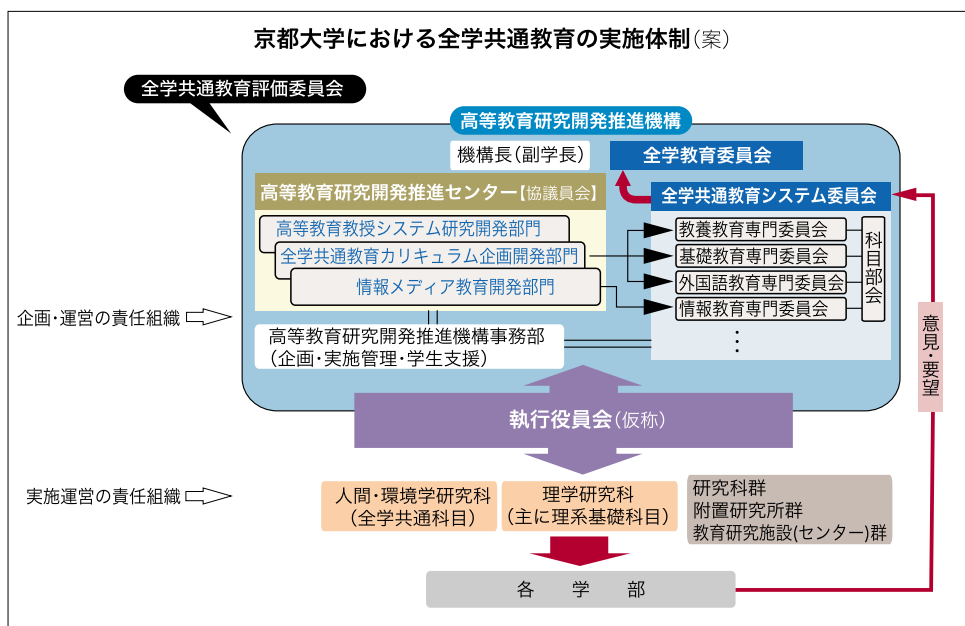 京都大学における全学共通教育の実施体制(案)
全学共通教育評価委員会
高等教育研究開発推進機構
機構長(副学長)
全学教育委員会
高等教育研究開発推進センター【協議員会】
全学共通教育システム委員会
高等教育教授システム研究開発部門
全学共通教育カリキュラム企画開発部門
情報メディア教育開発部門
教養教育専門委員会
基礎教育専門委員会
外国語教育専門委員会
情報教育専門委員会
⋮
科目部会
企画・運営の責任組織
高等教育研究開発推進機構事務部
(企画・実施管理・学生支援)
意見・要望
執行役員会(仮称)
実施運営の責任組織
人間・環境学研究科
(全学共通科目)
理学研究科
(主に理系基礎科目)
研究科群
附置研究所群
教育研究施設(センター)群
各 学 部